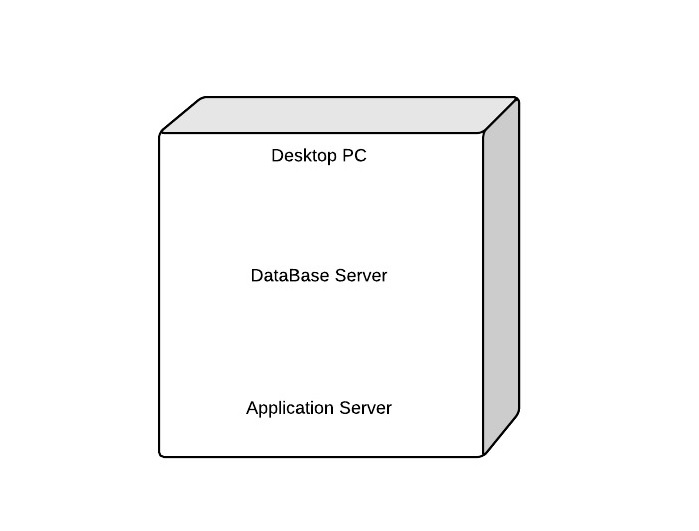 Desktop PC
DataBase Server
Application Server